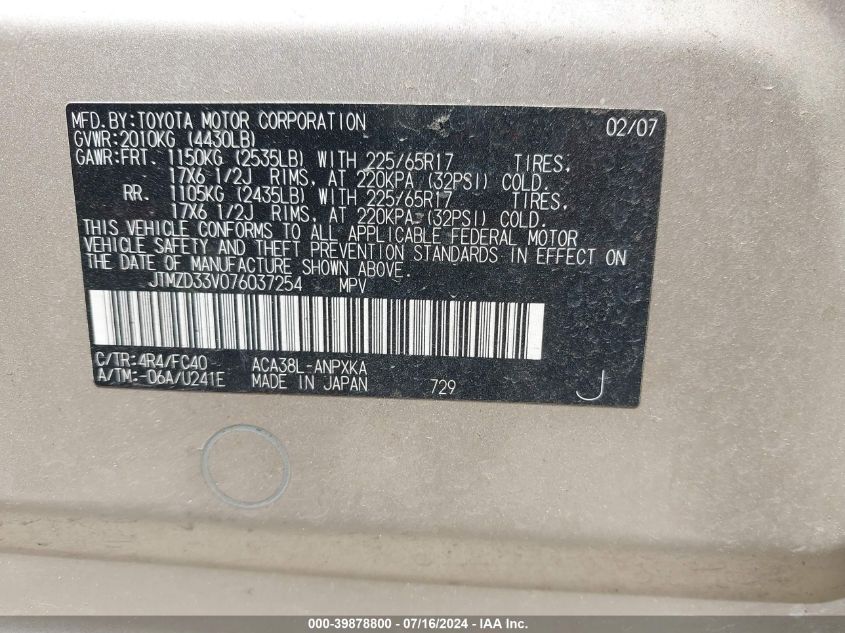 MFD. BY: TOYOTA MOTOR CORPORATION 02/07
GVWR: 2010KG (4430LB)
GAWR: FRT. 1150KG (2535LB) WITH 225/65R17 TIRES,
17X6 1/2J RIMS, AT 220KPA (32PSI) COLD.
RR. 1105KG (2435LB) WITH 225/65R17 TIRES,
17X6 1/2J RIMS, AT 220KPA (32PSI) COLD.
THIS VEHICLE CONFORMS TO ALL APPLICABLE FEDERAL MOTOR
VEHICLE SAFETY AND THEFT PREVENTION STANDARDS IN EFFECT ON
THE DATE OF MANUFACTURE SHOWN ABOVE.
JTMZD33V076037254 MPV
C/TR: 4R4/FC40 ACA38L-ANPXKA
A/TM: -06A/U241E MADE IN JAPAN 729 J
000-39878800 - 07/16/2024 - IAA Inc.